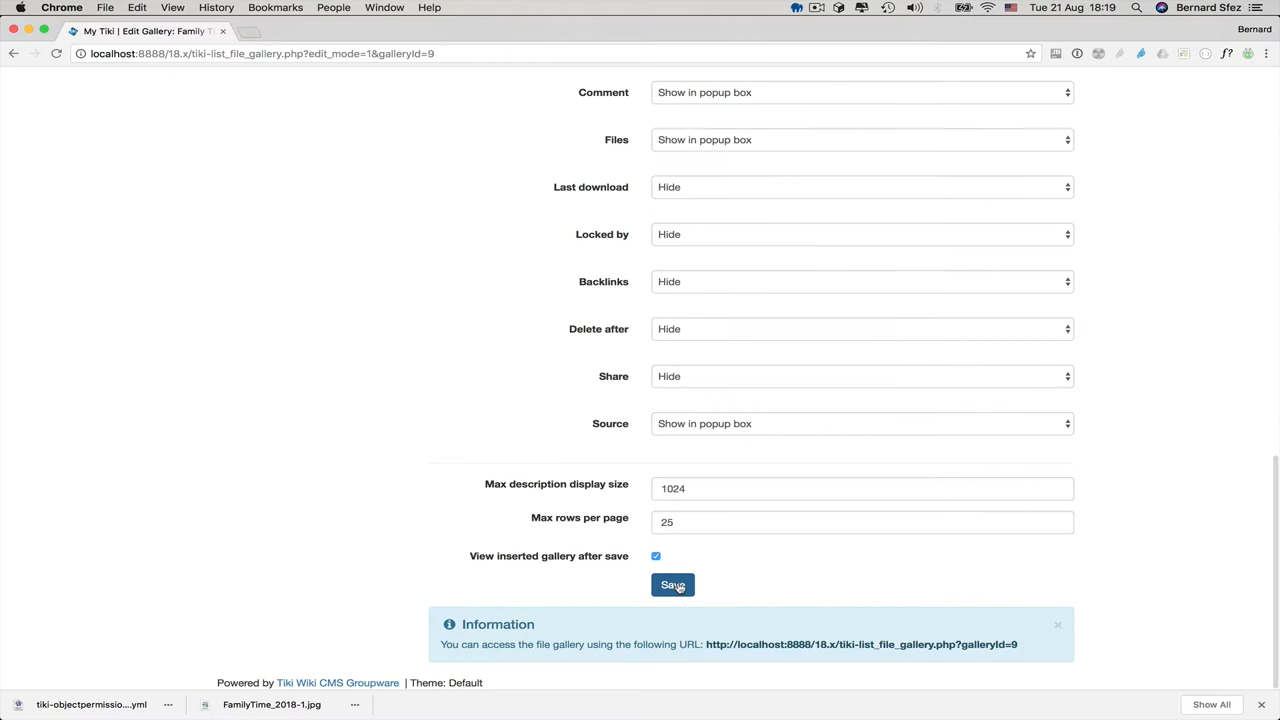 Chrome File Edit View History Bookmarks People Window Help Tue 21 Aug 18:19 Bernard Sfez
My Tiki | Edit Gallery: Family Ti Bernard
localhost:8888/18.x/tiki-list_file_gallery.php?edit_mode=1&galleryId=9
Comment Show in popup box
Files Show in popup box
Last download Hide
Locked by Hide
Backlinks Hide
Delete after Hide
Share Hide
Source Show in popup box
Max description display size 1024
Max rows per page 25
View inserted gallery after save
Save
Information
You can access the file gallery using the following URL: http://localhost:8888/18.x/tiki-list_file_gallery.php?galleryId=9
Powered by Tiki Wiki CMS Groupware | Theme: Default
tiki-objectpermissio....yml FamilyTime_2018-1.jpg Show All